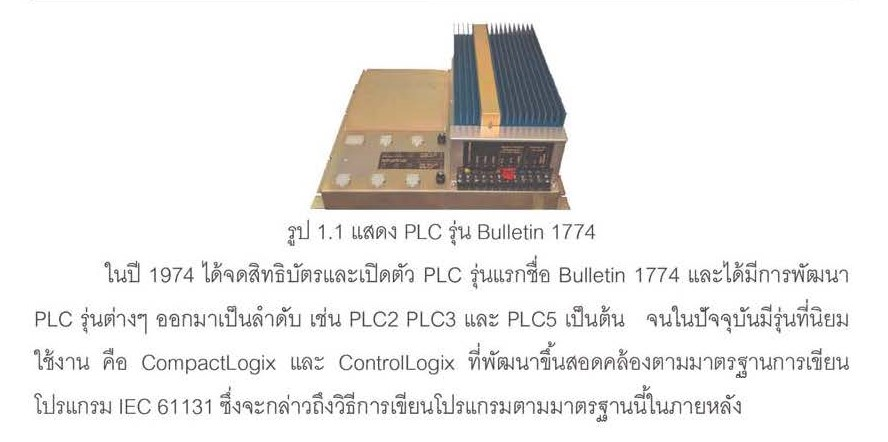 รูป 1.1 แสดง PLC รุ่น Bulletin 1774
ในปี 1974 ได้จดสิทธิบัตรและเปิดตัว PLC รุ่นแรกชื่อ Bulletin 1774 และได้มีการพัฒนา
PLC รุ่นต่างๆ ออกมาเป็นลำดับ เช่น PLC2 PLC3 และ PLC5 เป็นต้น จนในปัจจุบันมีรุ่นที่นิยม
ใช้งาน คือ CompactLogix และ ControlLogix ที่พัฒนาขึ้นสอดคล้องตามมาตรฐานการเขียน
โปรแกรม IEC 61131 ซึ่งจะกล่าวถึงวิธีการเขียนโปรแกรมตามมาตรฐานนี้ในภายหลัง